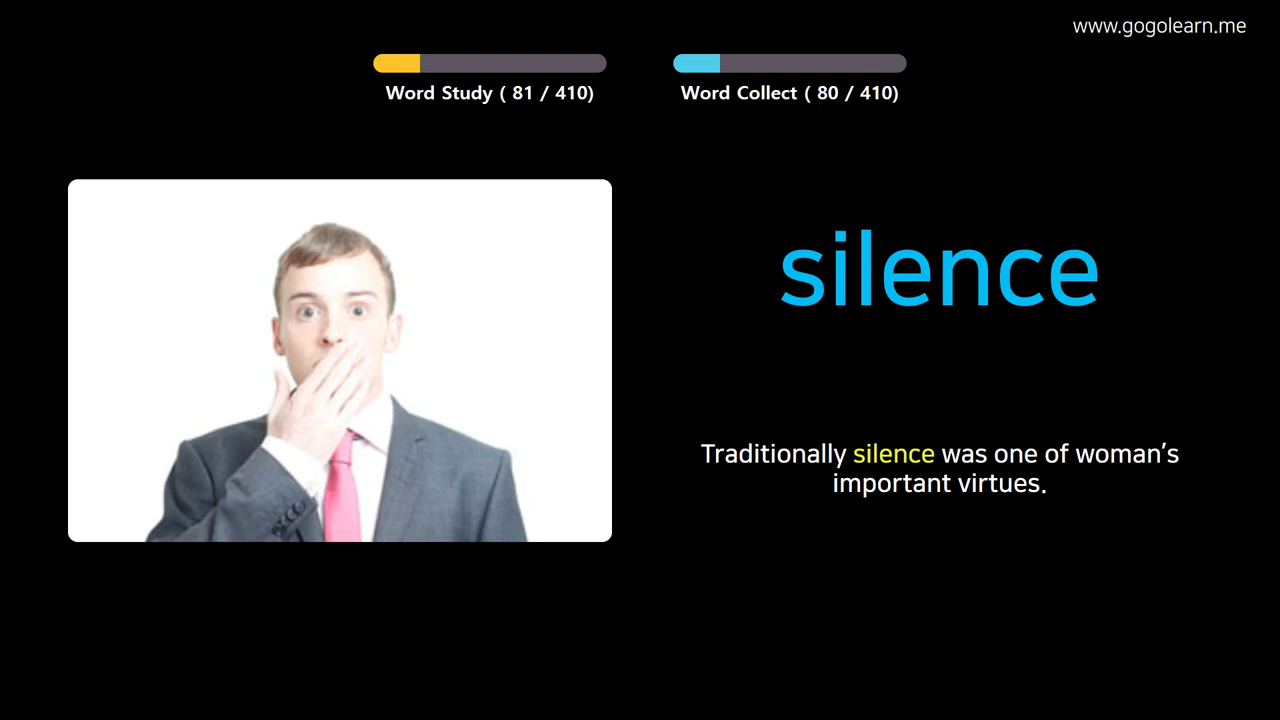 www.gogolearn.me
Word Study ( 81 / 410)
Word Collect ( 80 / 410)
silence
Traditionally silence was one of woman's
important virtues.